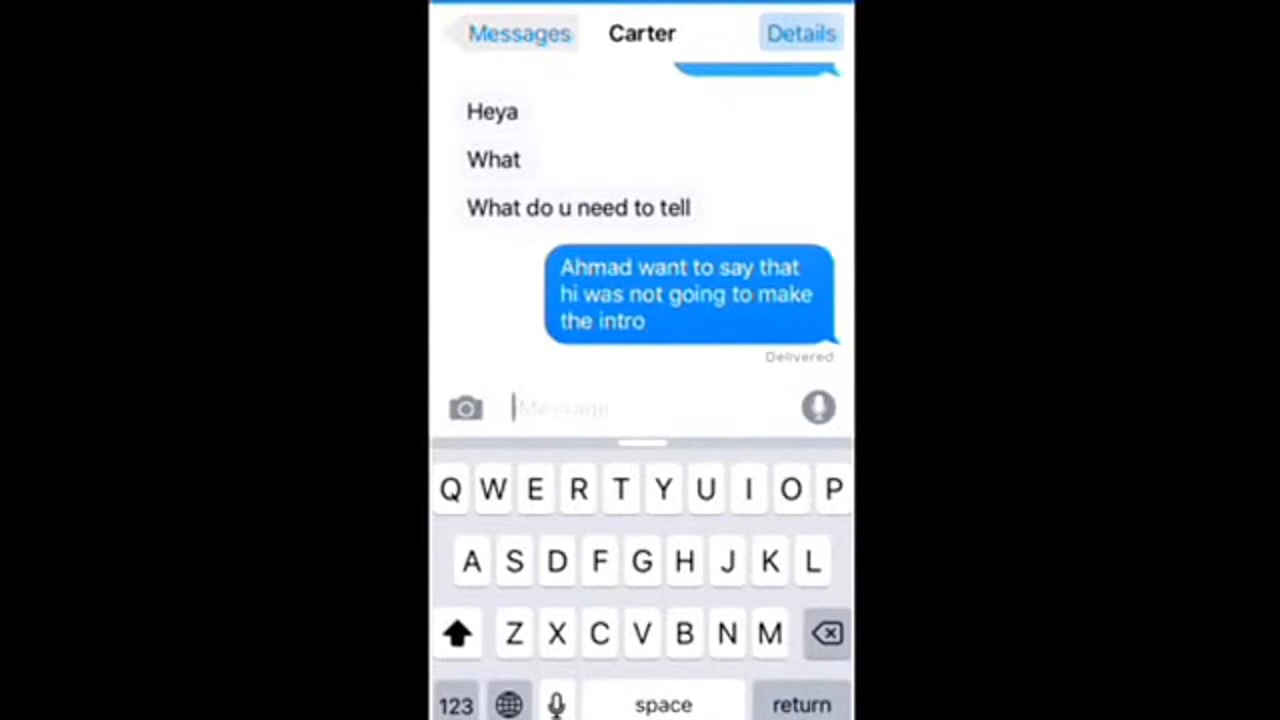 Messages Carter Details
Heya
What
What do u need to tell
Ahmad want to say that
hi was not going to make
the intro
Delivered
Message
Q W E R T Y U I O P
A S D F G H J K L
Z X C V B N M
123 space return